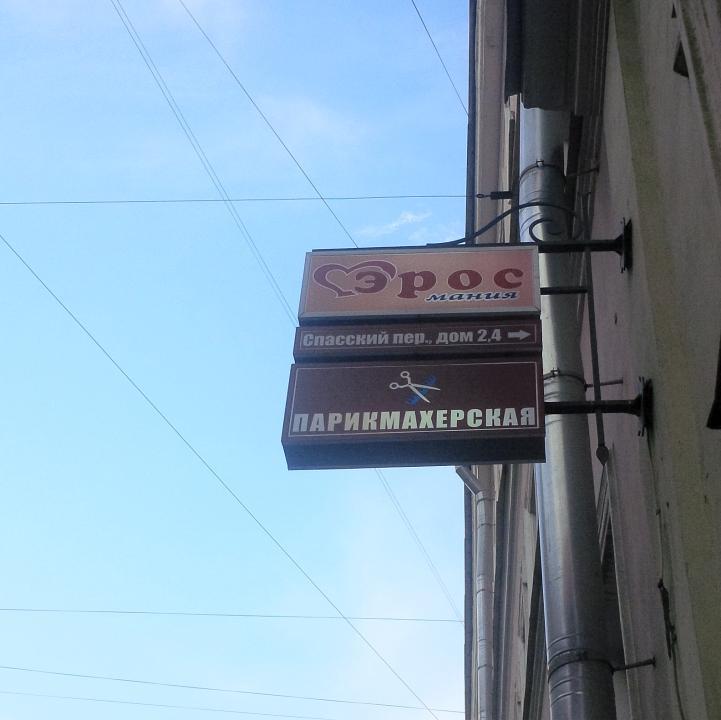 Эрос
мания
Спасский пер., дом 2,4
ПАРИКМАХЕРСКАЯ